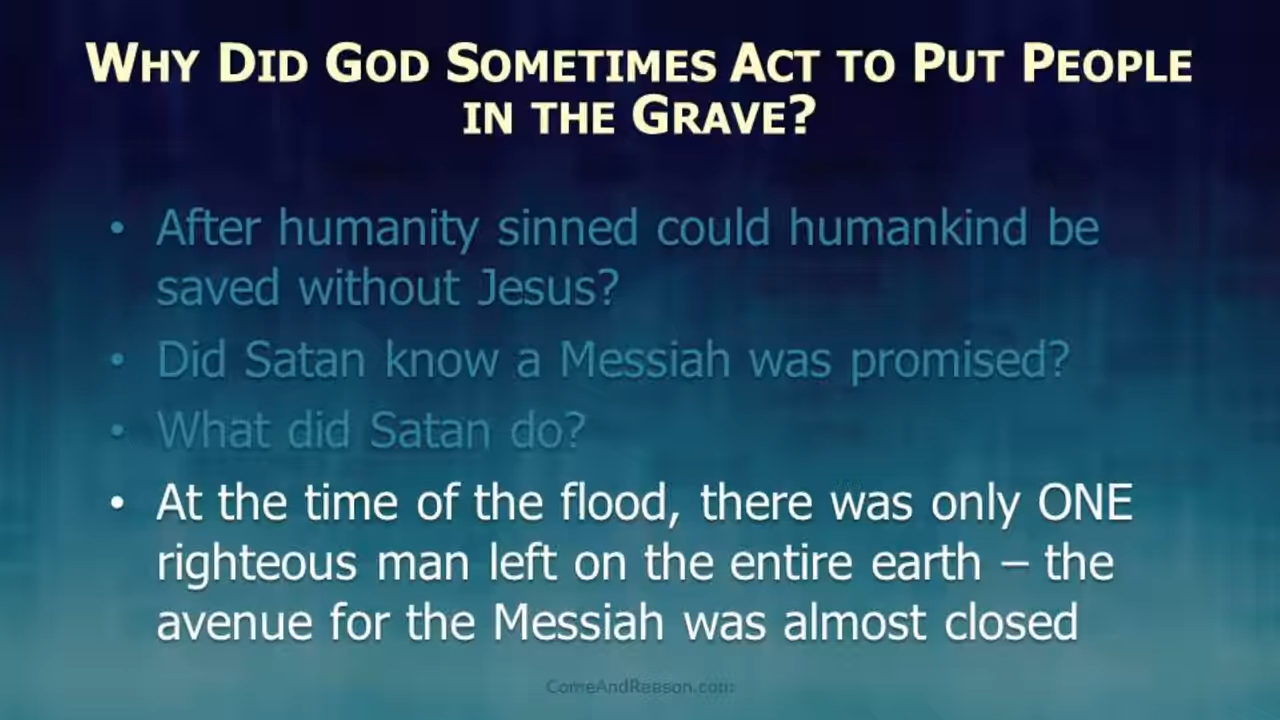 Why Did God Sometimes Act to Put People
in the Grave?
• After humanity sinned could humankind be
saved without Jesus?
• Did Satan know a Messiah was promised?
• What did Satan do?
• At the time of the flood, there was only ONE
righteous man left on the entire earth – the
avenue for the Messiah was almost closed
ComeAndReason.com